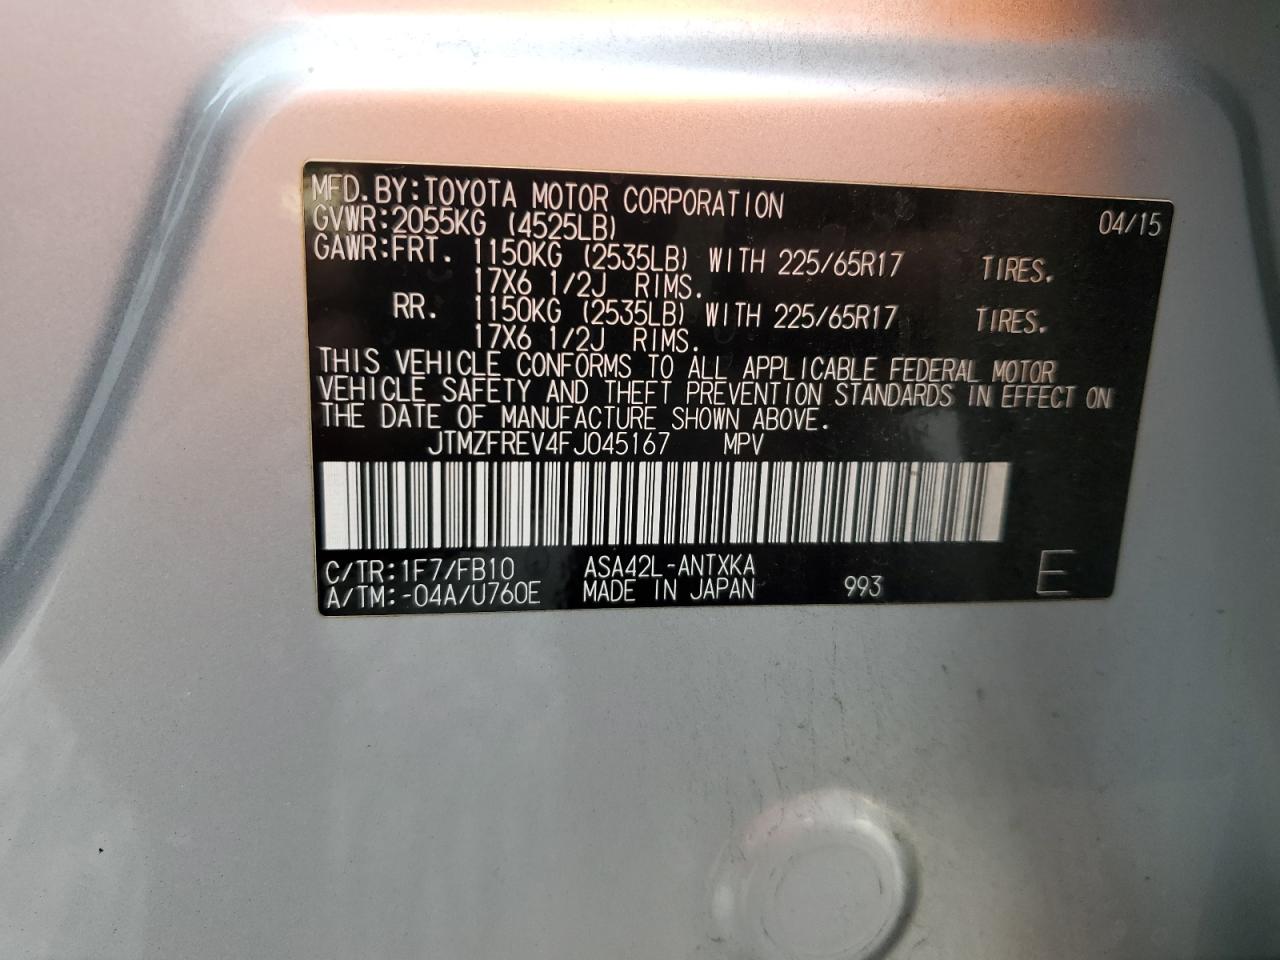 MFD. BY: TOYOTA MOTOR CORPORATION 04/15
GVWR: 2055KG (4525LB)
GAWR: FRT. 1150KG (2535LB) WITH 225/65R17 TIRES.
17X6 1/2J RIMS.
RR. 1150KG (2535LB) WITH 225/65R17 TIRES.
17X6 1/2J RIMS.
THIS VEHICLE CONFORMS TO ALL APPLICABLE FEDERAL MOTOR
VEHICLE SAFETY AND THEFT PREVENTION STANDARDS IN EFFECT ON
THE DATE OF MANUFACTURE SHOWN ABOVE.
JTMZFREV4FJ045167 MPV
C/TR: 1F7/FB10 ASA42L-ANTXKA
A/TM: -04A/U760E MADE IN JAPAN 993 E